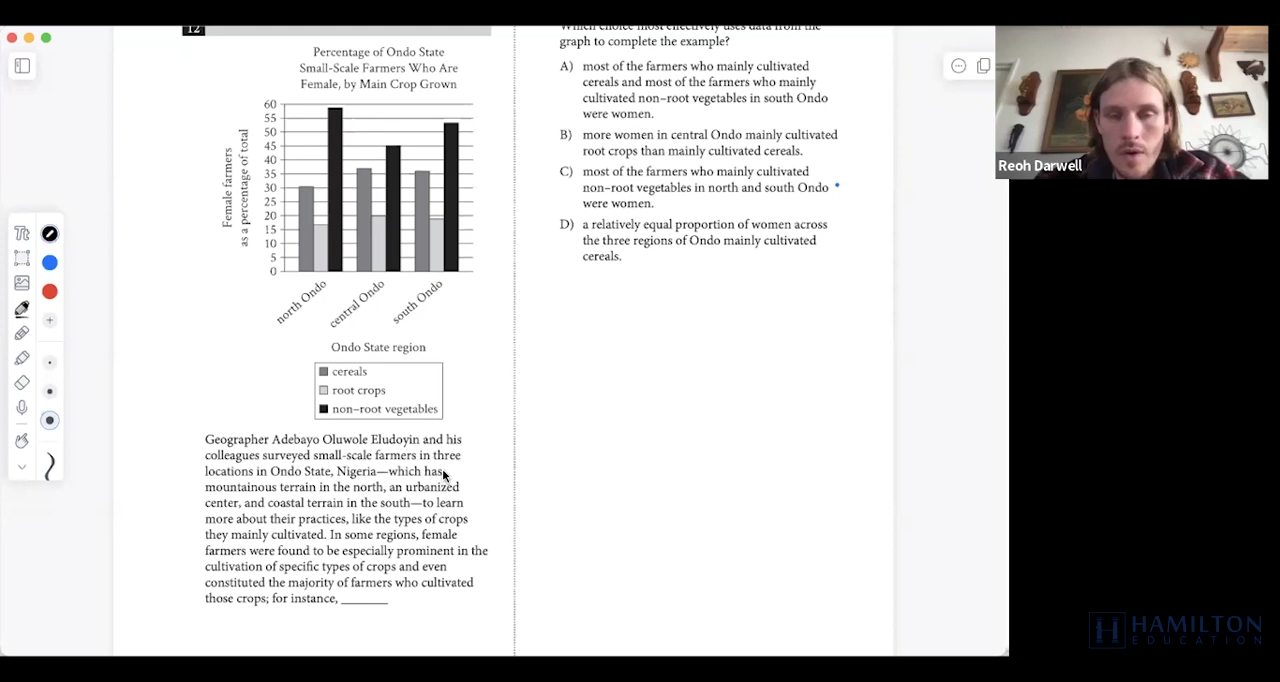 12
Percentage of Ondo State
Small-Scale Farmers Who Are
Female, by Main Crop Grown
Female farmers
as a percentage of total
60
55
50
45
40
35
30
25
20
15
10
5
0
north Ondo
central Ondo
south Ondo
Ondo State region
cereals
root crops
non–root vegetables
Geographer Adebayo Oluwole Eludoyin and his
colleagues surveyed small-scale farmers in three
locations in Ondo State, Nigeria—which has
mountainous terrain in the north, an urbanized
center, and coastal terrain in the south—to learn
more about their practices, like the types of crops
they mainly cultivated. In some regions, female
farmers were found to be especially prominent in the
cultivation of specific types of crops and even
constituted the majority of farmers who cultivated
those crops; for instance, ________
Which choice most effectively uses data from the
graph to complete the example?
A) most of the farmers who mainly cultivated
cereals and most of the farmers who mainly
cultivated non–root vegetables in south Ondo
were women.
B) more women in central Ondo mainly cultivated
root crops than mainly cultivated cereals.
C) most of the farmers who mainly cultivated
non–root vegetables in north and south Ondo
were women.
D) a relatively equal proportion of women across
the three regions of Ondo mainly cultivated
cereals.
Tt
Reoh Darwell
HAMILTON
EDUCATION